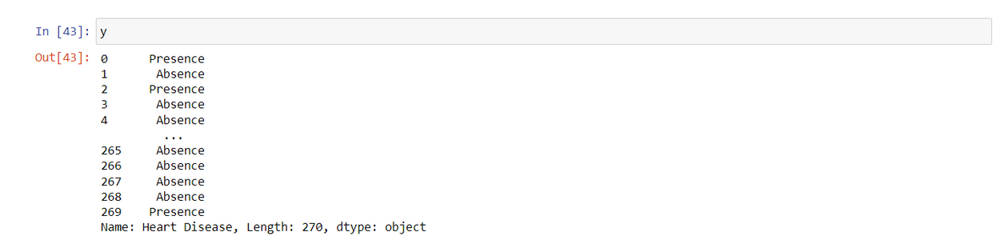 In [43]: y
Out[43]: 0 Presence
1 Absence
2 Presence
3 Absence
4 Absence
...
265 Absence
266 Absence
267 Absence
268 Absence
269 Presence
Name: Heart Disease, Length: 270, dtype: object